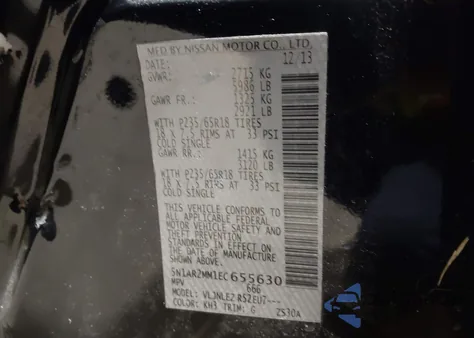 MFD BY NISSAN MOTOR CO., LTD.
DATE: 12/13
GVWR: 2715 KG
5986 LB
GAWR FR.: 1325 KG
2921 LB
WITH P235/65R18 TIRES
18 X 7.5 RIMS AT 33 PSI
COLD SINGLE
GAWR RR.: 1415 KG
3120 LB
WITH P235/65R18 TIRES
18 X 7.5 RIMS AT 33 PSI
COLD SINGLE
THIS VEHICLE CONFORMS TO
ALL APPLICABLE FEDERAL
MOTOR VEHICLE SAFETY AND
THEFT PREVENTION
STANDARDS IN EFFECT ON
THE DATE OF MANUFACTURE
SHOWN ABOVE.
5N1AR2MM1EC655630
MPV 666
MODEL: VLJNLEZ RS2EU7---
COLOR: KH3 TRIM: G ZS30A